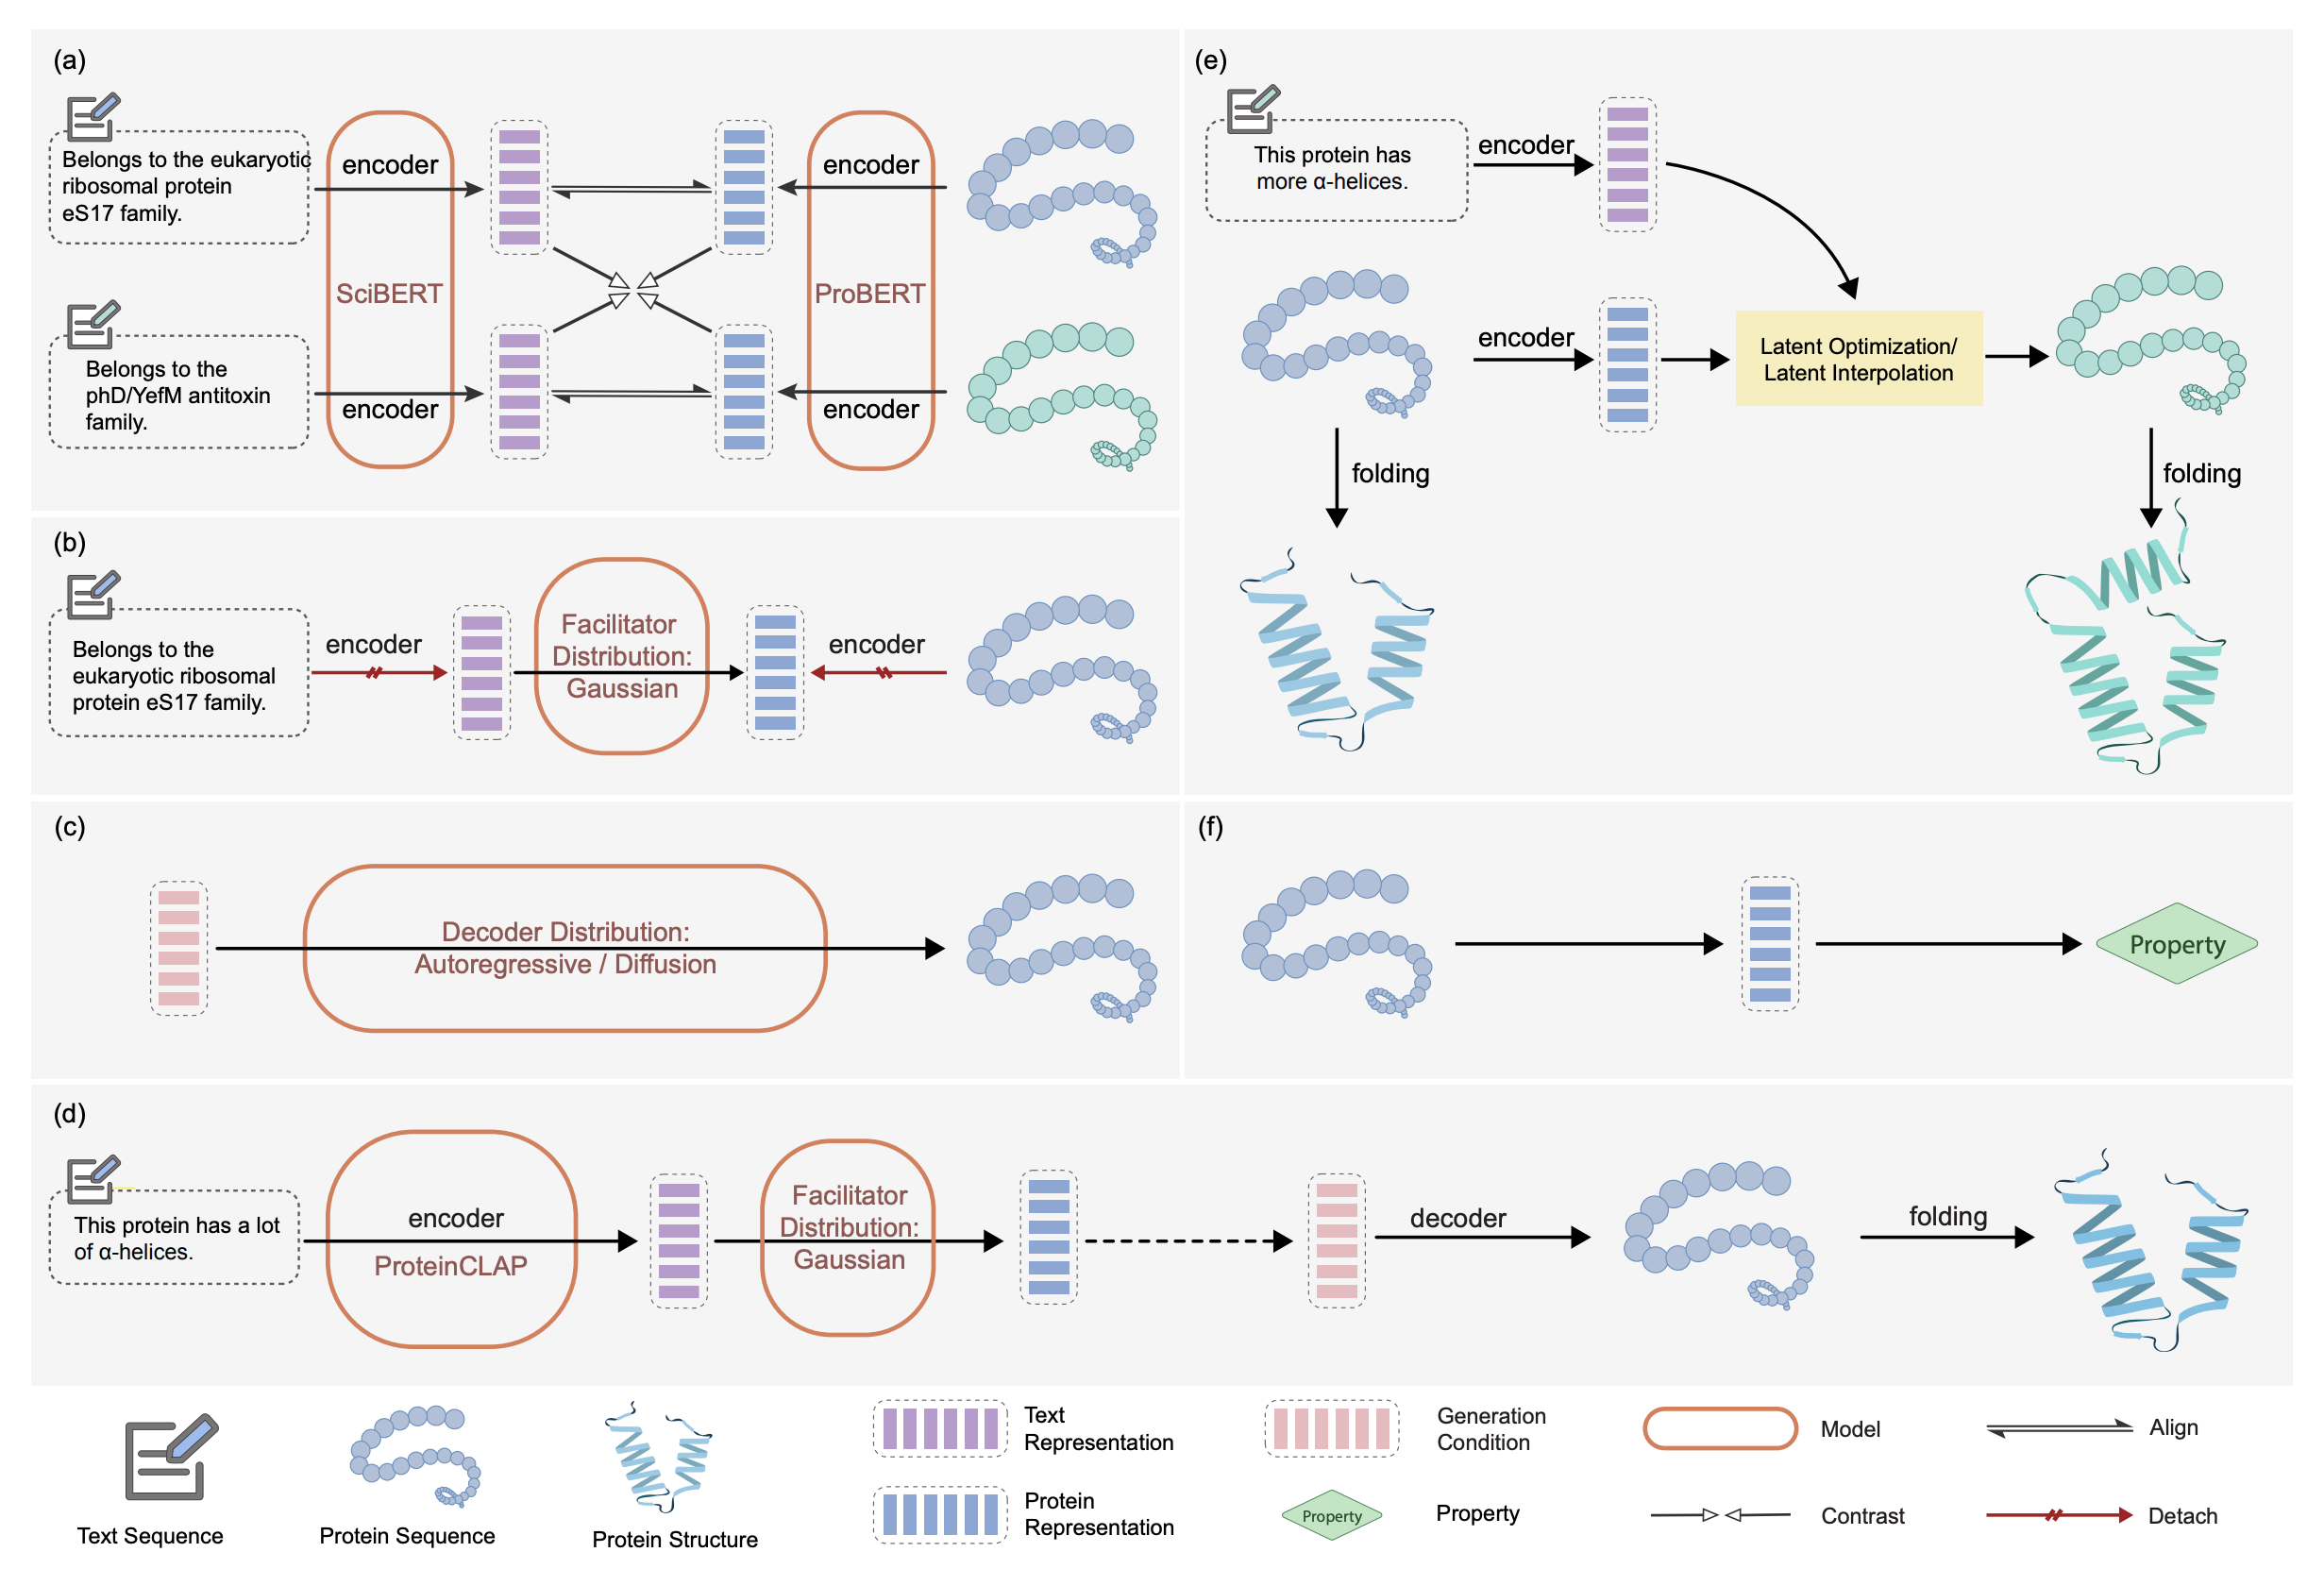 (a)
Belongs to the eukaryotic
ribosomal protein
eS17 family.
encoder
encoder
SciBERT
ProBERT
Belongs to the
phD/YefM antitoxin
family.
encoder
encoder
(b)
Belongs to the
eukaryotic ribosomal
protein eS17 family.
encoder
Facilitator
Distribution:
Gaussian
encoder
(c)
Decoder Distribution:
Autoregressive / Diffusion
(d)
This protein has a lot
of α-helices.
encoder
ProteinCLAP
Facilitator
Distribution:
Gaussian
decoder
folding
(e)
This protein has
more α-helices.
encoder
encoder
Latent Optimization/
Latent Interpolation
folding
folding
(f)
Property
Text Sequence
Protein Sequence
Protein Structure
Text
Representation
Protein
Representation
Generation
Condition
Property
Property
Model
Contrast
Align
Detach